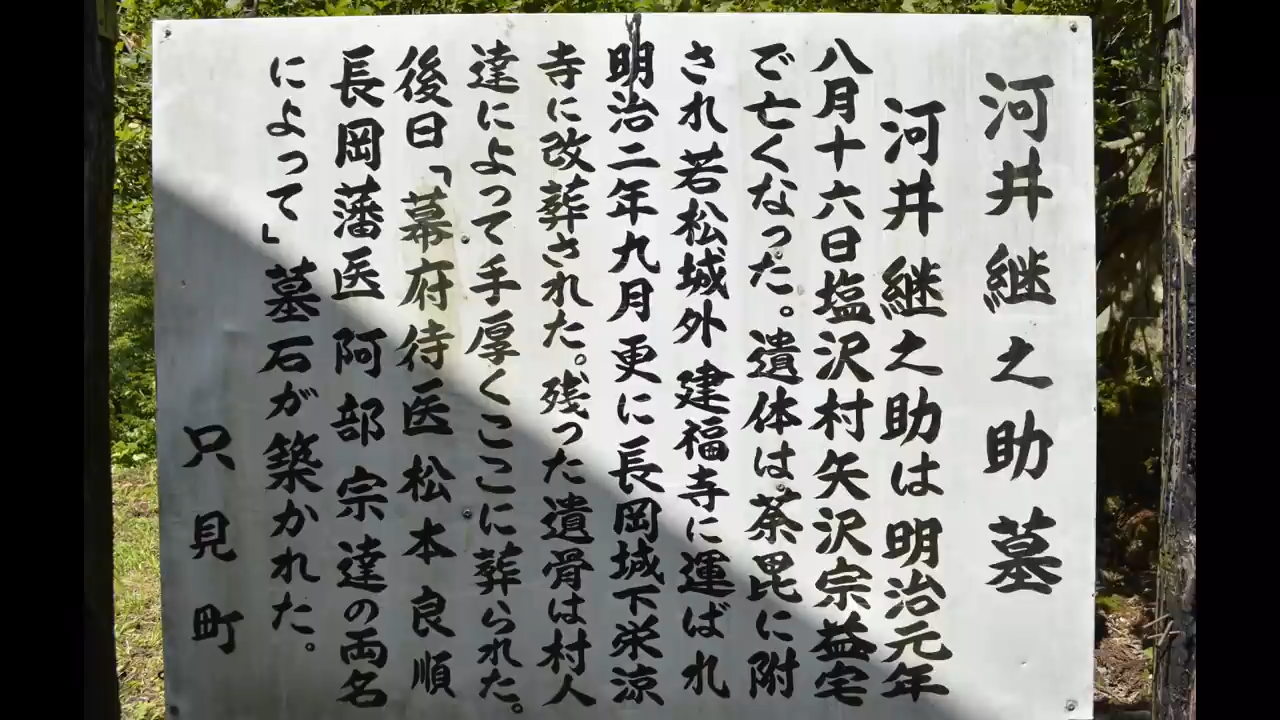 河井継之助墓
河井継之助は明治元年
八月十六日塩沢村矢沢宗益宅
で亡くなった。遺体は荼毘に附
され若松城外建福寺に運ばれ
明治二年九月更に長岡城下栄涼
寺に改葬された。残った遺骨は村人
達によって手厚くここに葬られた。
後日「幕府待医松本良順
長岡藩医阿部宗達の両名
によって」墓石が築かれた。
只見町